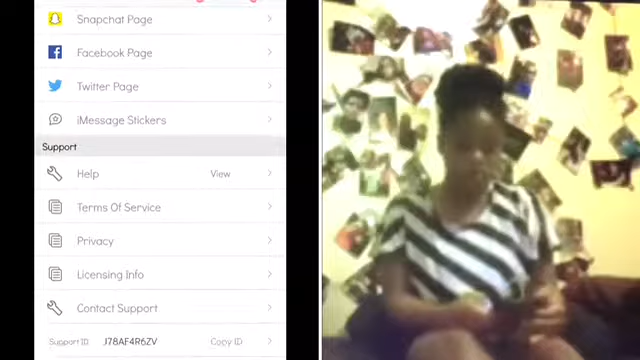 Snapchat Page
Facebook Page
Twitter Page
iMessage Stickers
Support
Help View
Terms Of Service
Privacy
Licensing Info
Contact Support
Support ID J78AF4R6ZV Copy ID